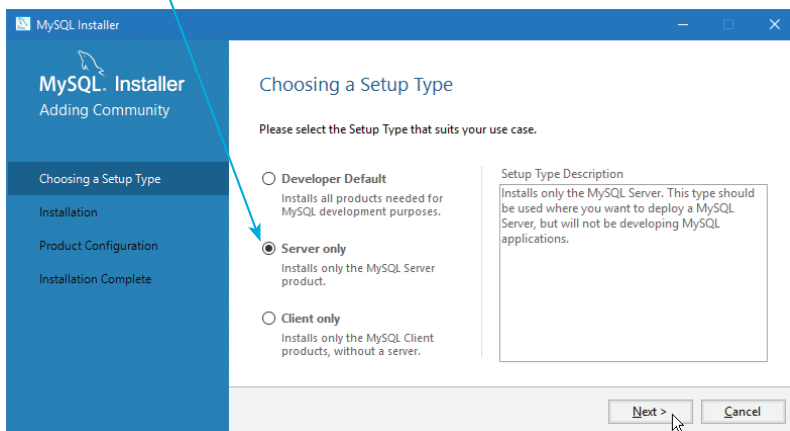 MySQL Installer
MySQL. Installer
Adding Community
Choosing a Setup Type
Installation
Product Configuration
Installation Complete
Choosing a Setup Type
Please select the Setup Type that suits your use case.
Developer Default
Installs all products needed for
MySQL development purposes.
Server only
Installs only the MySQL Server
product.
Client only
Installs only the MySQL Client
products, without a server.
Setup Type Description
Installs only the MySQL Server. This type should
be used where you want to deploy a MySQL
Server, but will not be developing MySQL
applications.
Next >
Cancel